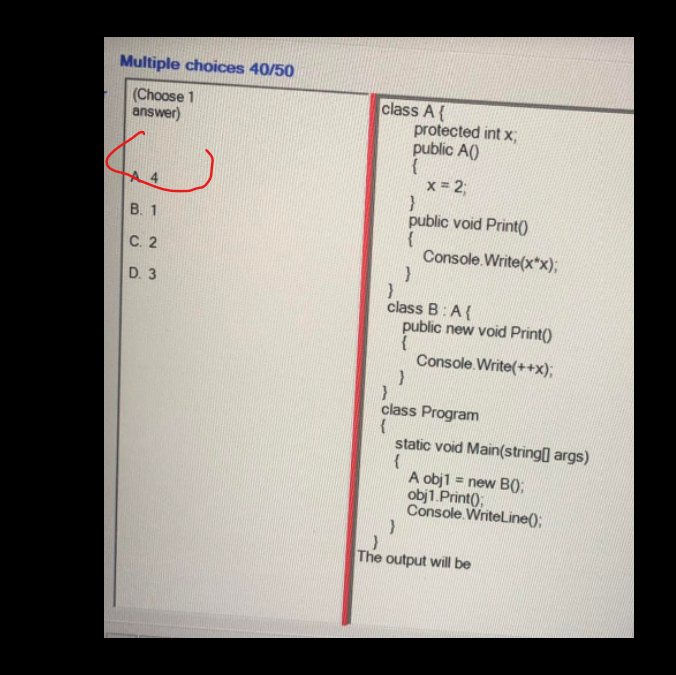 Multiple choices 40/50
(Choose 1
answer)
A. 4
B. 1
C. 2
D. 3
class A {
protected int x;
public A()
{
x = 2;
}
public void Print()
{
Console.Write(x*x);
}
}
class B : A {
public new void Print()
{
Console.Write(++x);
}
}
class Program
{
static void Main(string[] args)
{
A obj1 = new B();
obj1.Print();
Console.WriteLine();
}
}
The output will be